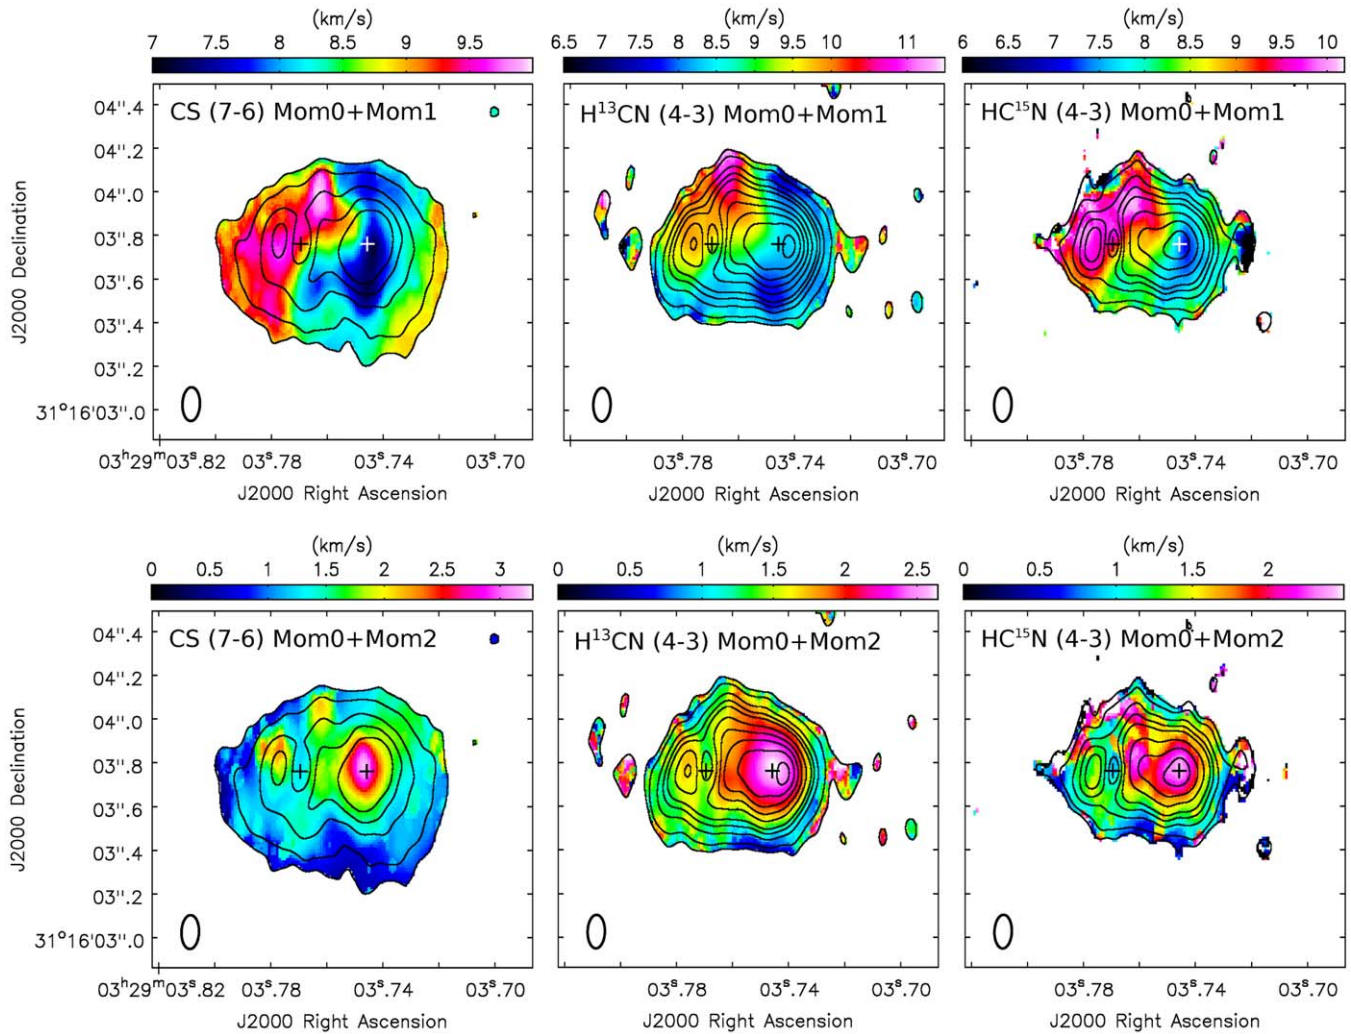 (km/s) (km/s) (km/s)
7 7.5 8 8.5 9 9.5 6.5 7 8 8.5 9 9.5 10 11 6 7 7.5 8 8.5 9 9.5 10
CS (7-6) Mom0+Mom1 H¹³CN (4-3) Mom0+Mom1 HC¹⁵N (4-3) Mom0+Mom1
04".4
04".2
04".0
03".8
03".6
03".4
03".2
31°16'03".0
J2000 Declination
03ʰ29ᵐ03ˢ.82 03ˢ.78 03ˢ.74 03ˢ.70 03ˢ.78 03ˢ.74 03ˢ.70 03ˢ.78 03ˢ.74 03ˢ.70
J2000 Right Ascension J2000 Right Ascension J2000 Right Ascension
(km/s) (km/s) (km/s)
0 0.5 1 1.5 2 2.5 3 0 0.5 1 1.5 2 2.5 0 0.5 1 1.5 2
CS (7-6) Mom0+Mom2 H¹³CN (4-3) Mom0+Mom2 HC¹⁵N (4-3) Mom0+Mom2
04".4
04".2
04".0
03".8
03".6
03".4
03".2
31°16'03".0
J2000 Declination
03ʰ29ᵐ03ˢ.82 03ˢ.78 03ˢ.74 03ˢ.70 03ˢ.78 03ˢ.74 03ˢ.70 03ˢ.78 03ˢ.74 03ˢ.70
J2000 Right Ascension J2000 Right Ascension J2000 Right Ascension